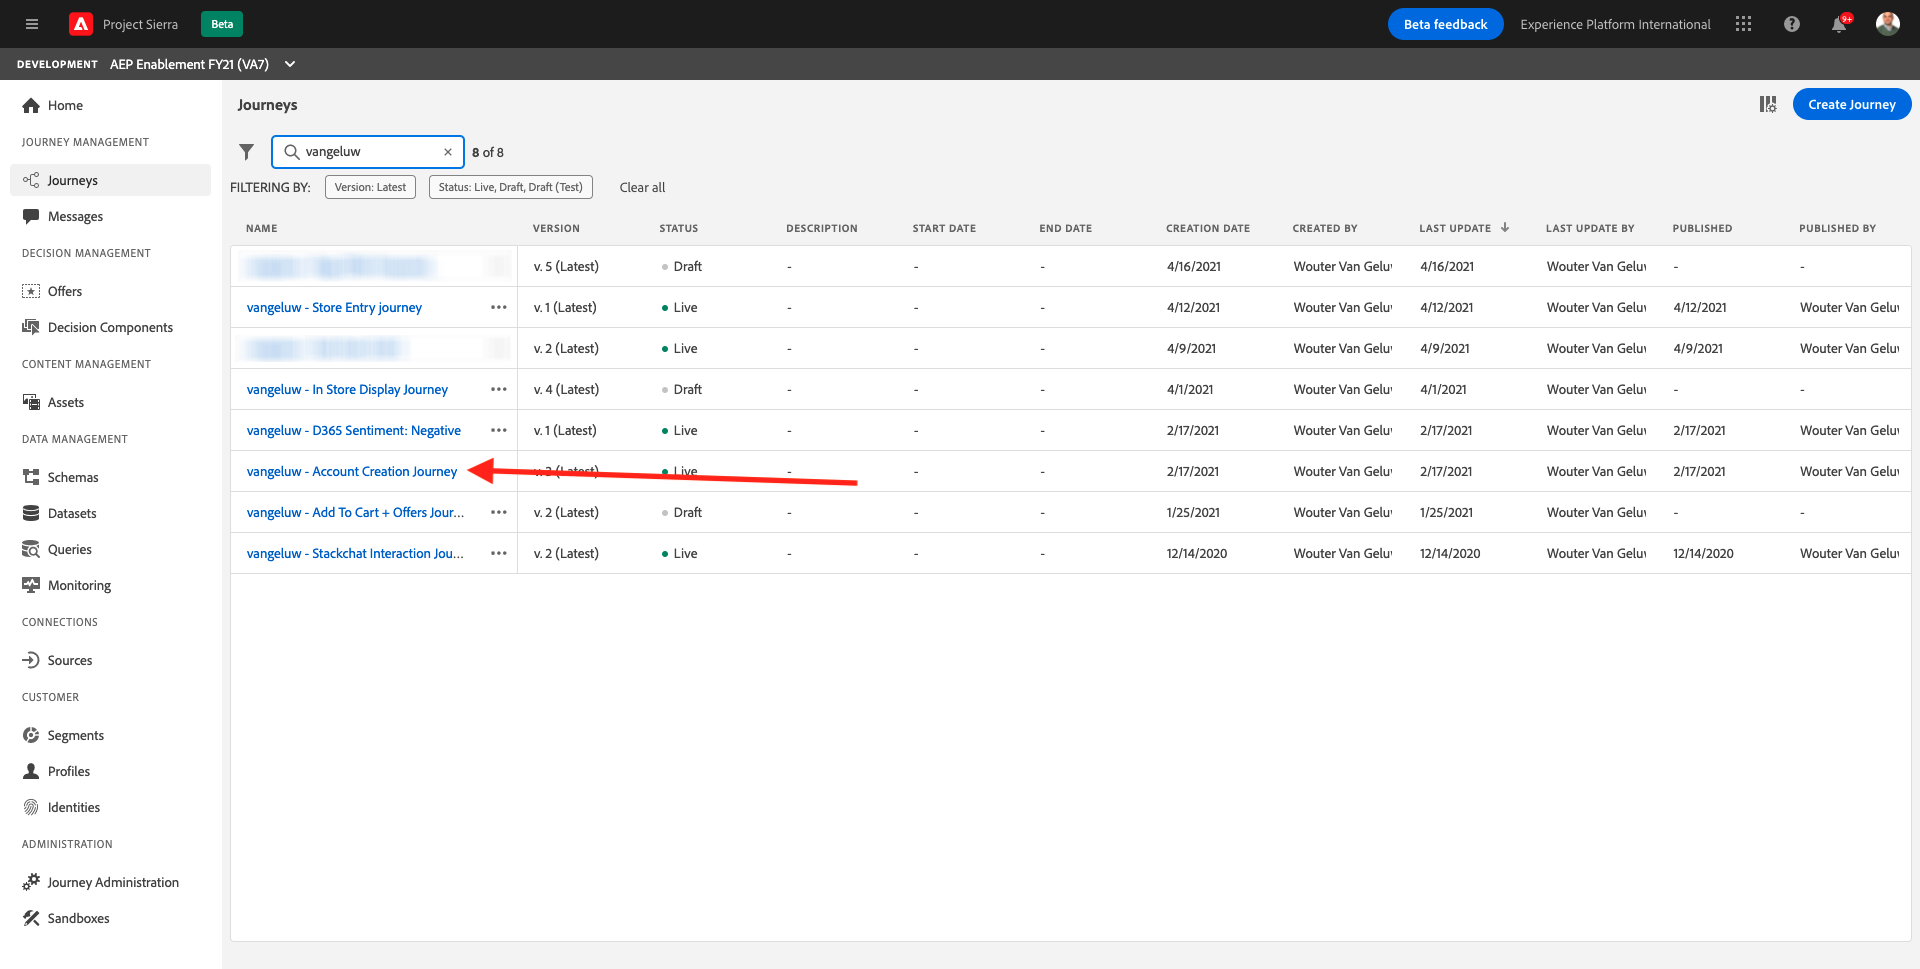 Project Sierra Beta Beta feedback Experience Platform International 9+
DEVELOPMENT AEP Enablement FY21 (VA7)
Home
JOURNEY MANAGEMENT
Journeys
Messages
DECISION MANAGEMENT
Offers
Decision Components
CONTENT MANAGEMENT
Assets
DATA MANAGEMENT
Schemas
Datasets
Queries
Monitoring
CONNECTIONS
Sources
CUSTOMER
Segments
Profiles
Identities
ADMINISTRATION
Journey Administration
Sandboxes
Journeys Create Journey
vangeluw 8 of 8
FILTERING BY: Version: Latest Status: Live, Draft, Draft (Test) Clear all
NAME VERSION STATUS DESCRIPTION START DATE END DATE CREATION DATE CREATED BY LAST UPDATE LAST UPDATE BY PUBLISHED PUBLISHED BY
v. 5 (Latest) Draft - - - 4/16/2021 Wouter Van Gelu 4/16/2021 Wouter Van Gelu - -
vangeluw - Store Entry journey v. 1 (Latest) Live - - - 4/12/2021 Wouter Van Gelu 4/12/2021 Wouter Van Gelu 4/12/2021 Wouter Van Gelu
v. 2 (Latest) Live - - - 4/9/2021 Wouter Van Gelu 4/9/2021 Wouter Van Gelu 4/9/2021 Wouter Van Gelu
vangeluw - In Store Display Journey v. 4 (Latest) Draft - - - 4/1/2021 Wouter Van Gelu 4/1/2021 Wouter Van Gelu - -
vangeluw - D365 Sentiment: Negative v. 1 (Latest) Live - - - 2/17/2021 Wouter Van Gelu 2/17/2021 Wouter Van Gelu 2/17/2021 Wouter Van Gelu
vangeluw - Account Creation Journey (Latest) Live - - - 2/17/2021 Wouter Van Gelu 2/17/2021 Wouter Van Gelu 2/17/2021 Wouter Van Gelu
vangeluw - Add To Cart + Offers Jour... v. 2 (Latest) Draft - - - 1/25/2021 Wouter Van Gelu 1/25/2021 Wouter Van Gelu - -
vangeluw - Stackchat Interaction Jou... v. 2 (Latest) Live - - - 12/14/2020 Wouter Van Gelu 12/14/2020 Wouter Van Gelu 12/14/2020 Wouter Van Gelu